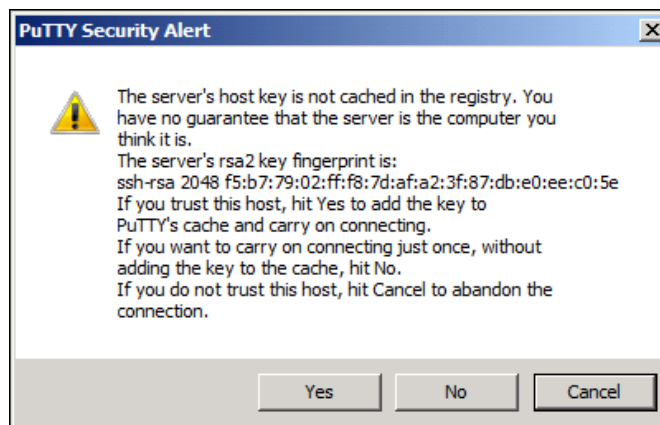 PuTTY Security Alert
The server's host key is not cached in the registry. You
have no guarantee that the server is the computer you
think it is.
The server's rsa2 key fingerprint is:
ssh-rsa 2048 f5:b7:79:02:ff:f8:7d:af:a2:3f:87:db:e0:ee:c0:5e
If you trust this host, hit Yes to add the key to
PuTTY's cache and carry on connecting.
If you want to carry on connecting just once, without
adding the key to the cache, hit No.
If you do not trust this host, hit Cancel to abandon the
connection.
Yes No Cancel